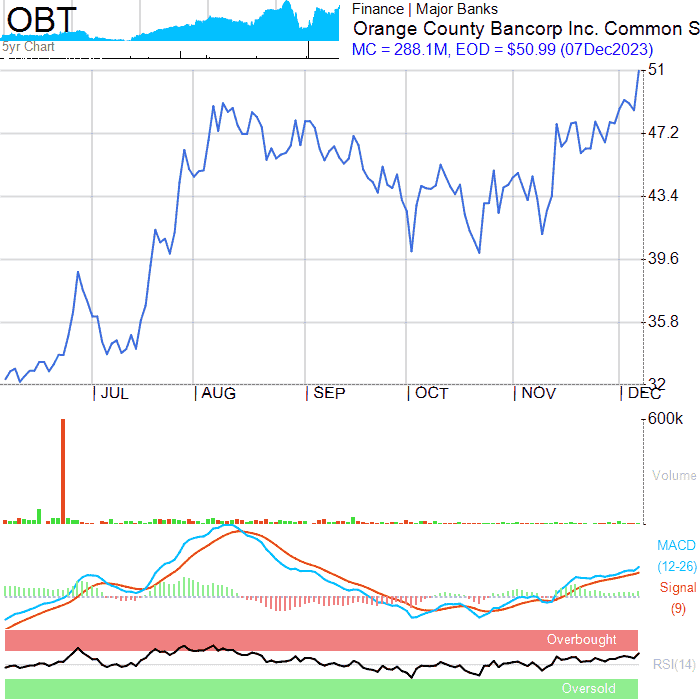 OBT
5yr Chart
Finance | Major Banks
Orange County Bancorp Inc. Common S
MC = 288.1M, EOD = $50.99 (07Dec2023)
51
47.2
43.4
39.6
35.8
32
JUL AUG SEP OCT NOV DEC
600k
Volume
MACD
(12-26)
Signal
(9)
Overbought
RSI(14)
Oversold